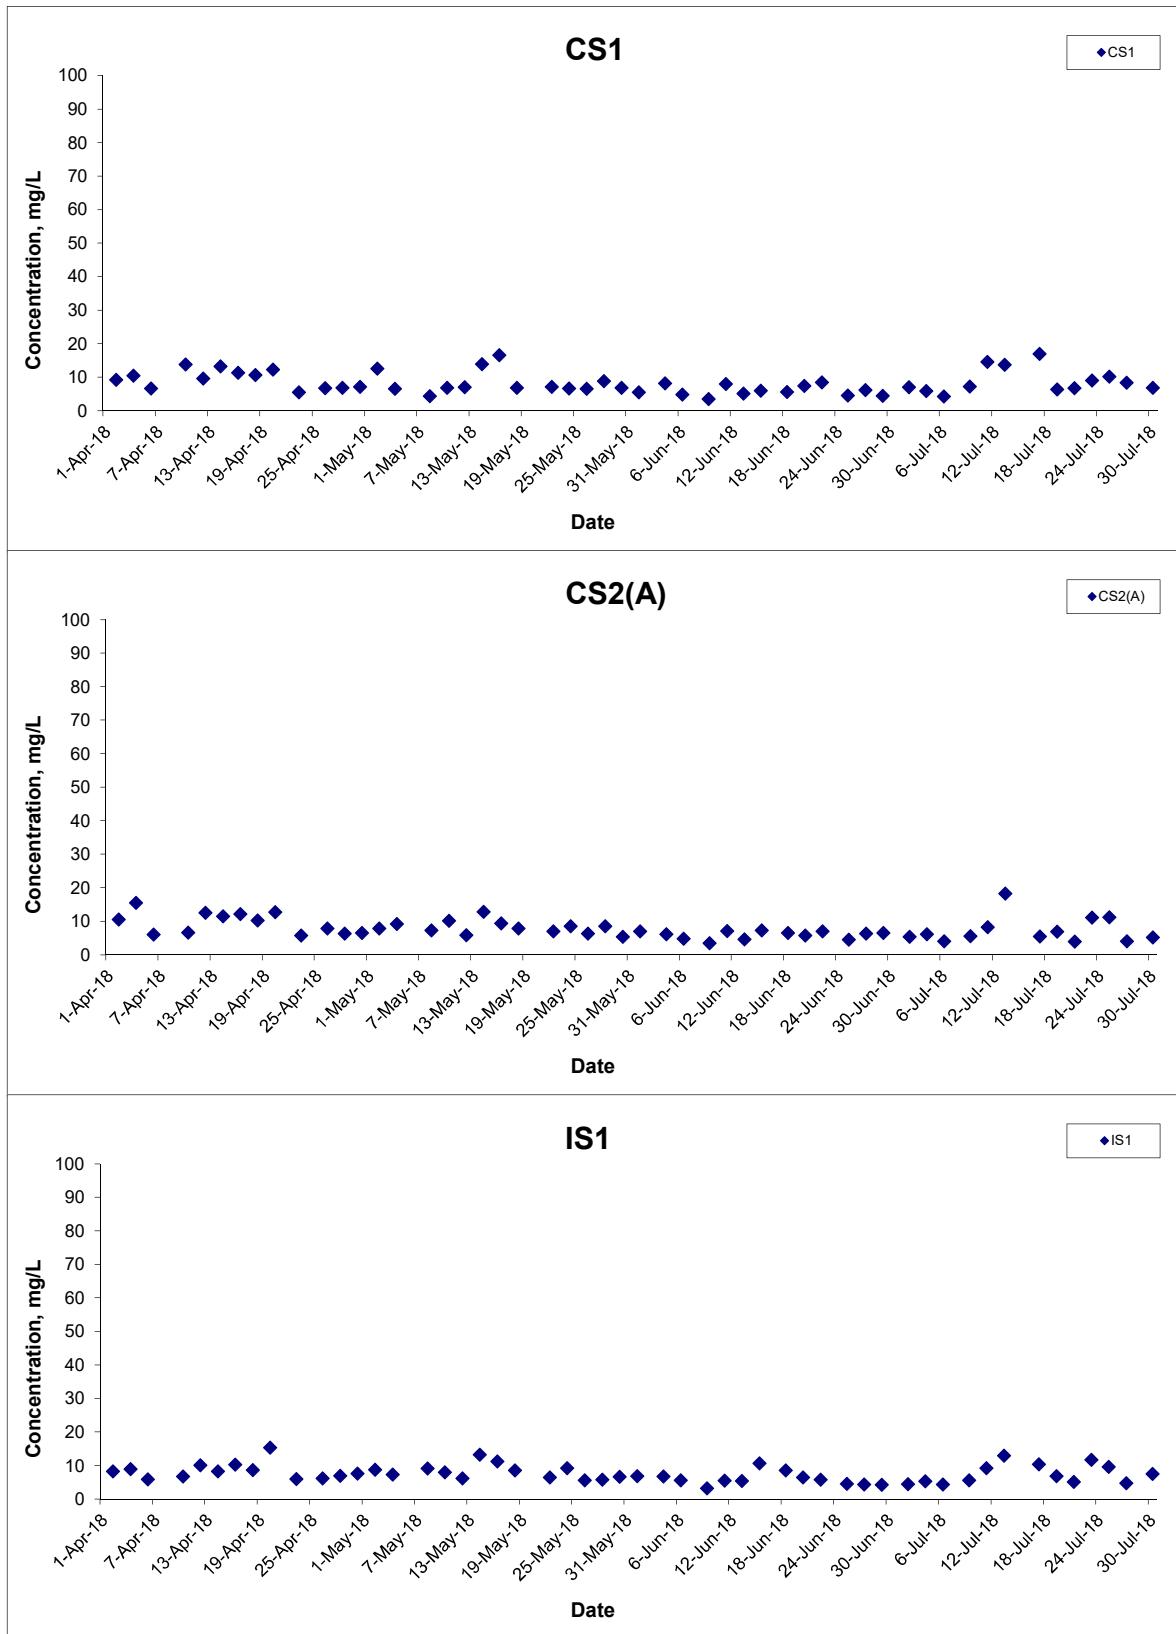 CS1
CS1
100
90
80
70
60
50
40
30
20
10
0
Concentration, mg/L
1-Apr-18
7-Apr-18
13-Apr-18
19-Apr-18
25-Apr-18
1-May-18
7-May-18
13-May-18
19-May-18
25-May-18
31-May-18
6-Jun-18
12-Jun-18
18-Jun-18
24-Jun-18
30-Jun-18
6-Jul-18
12-Jul-18
18-Jul-18
24-Jul-18
30-Jul-18
Date
CS2(A)
CS2(A)
100
90
80
70
60
50
40
30
20
10
0
Concentration, mg/L
1-Apr-18
7-Apr-18
13-Apr-18
19-Apr-18
25-Apr-18
1-May-18
7-May-18
13-May-18
19-May-18
25-May-18
31-May-18
6-Jun-18
12-Jun-18
18-Jun-18
24-Jun-18
30-Jun-18
6-Jul-18
12-Jul-18
18-Jul-18
24-Jul-18
30-Jul-18
Date
IS1
IS1
100
90
80
70
60
50
40
30
20
10
0
Concentration, mg/L
1-Apr-18
7-Apr-18
13-Apr-18
19-Apr-18
25-Apr-18
1-May-18
7-May-18
13-May-18
19-May-18
25-May-18
31-May-18
6-Jun-18
12-Jun-18
18-Jun-18
24-Jun-18
30-Jun-18
6-Jul-18
12-Jul-18
18-Jul-18
24-Jul-18
30-Jul-18
Date